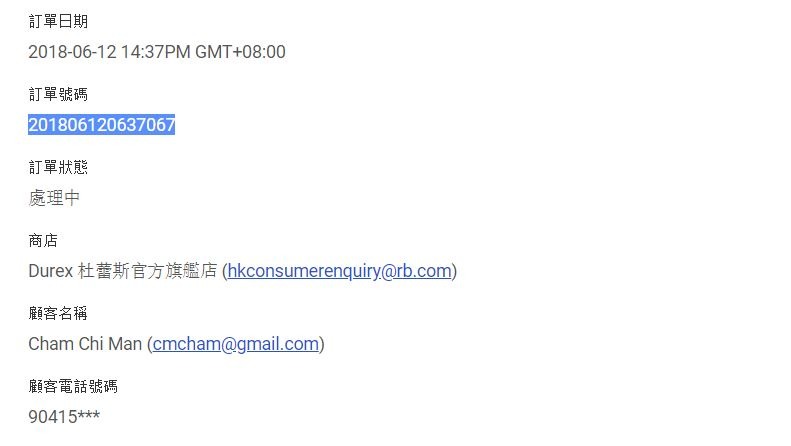 訂單日期
2018-06-12 14:37PM GMT+08:00
訂單號碼
201806120637067
訂單狀態
處理中
商店
Durex 杜蕾斯官方旗艦店 (hkconsumerenquiry@rb.com)
顧客名稱
Cham Chi Man (cmcham@gmail.com)
顧客電話號碼
90415***